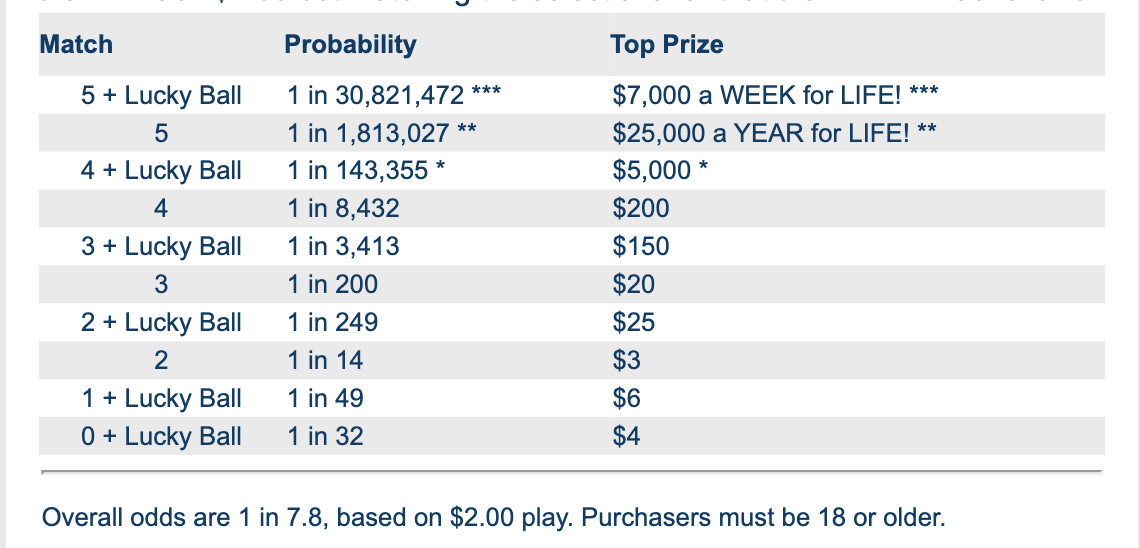 Match Probability Top Prize
5 + Lucky Ball 1 in 30,821,472 *** $7,000 a WEEK for LIFE! ***
5 1 in 1,813,027 ** $25,000 a YEAR for LIFE! **
4 + Lucky Ball 1 in 143,355 * $5,000 *
4 1 in 8,432 $200
3 + Lucky Ball 1 in 3,413 $150
3 1 in 200 $20
2 + Lucky Ball 1 in 249 $25
2 1 in 14 $3
1 + Lucky Ball 1 in 49 $6
0 + Lucky Ball 1 in 32 $4
Overall odds are 1 in 7.8, based on $2.00 play. Purchasers must be 18 or older.